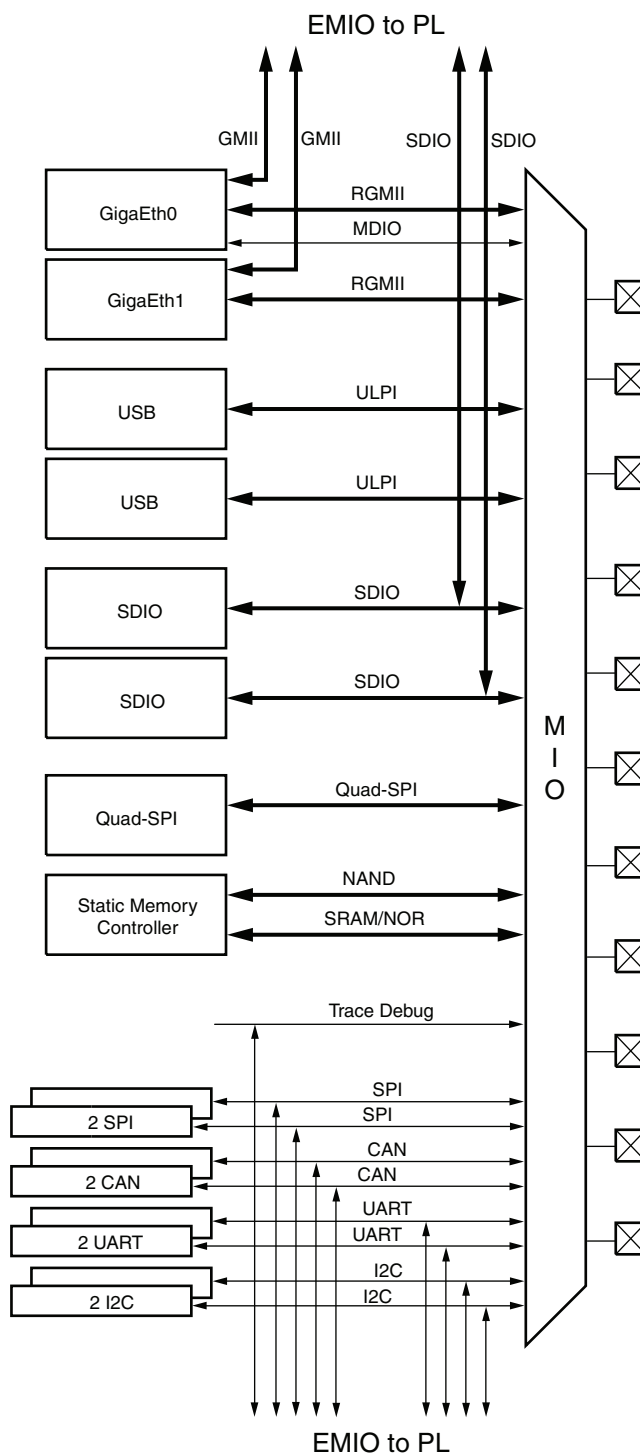 EMIO to PL
GMII
GMII
SDIO
SDIO
GigaEth0
RGMII
MDIO
GigaEth1
RGMII
USB
ULPI
USB
ULPI
SDIO
SDIO
SDIO
SDIO
M
I
O
Quad-SPI
Quad-SPI
Static Memory
Controller
NAND
SRAM/NOR
Trace Debug
SPI
2 SPI
SPI
CAN
2 CAN
CAN
UART
2 UART
UART
I2C
2 I2C
I2C
EMIO to PL